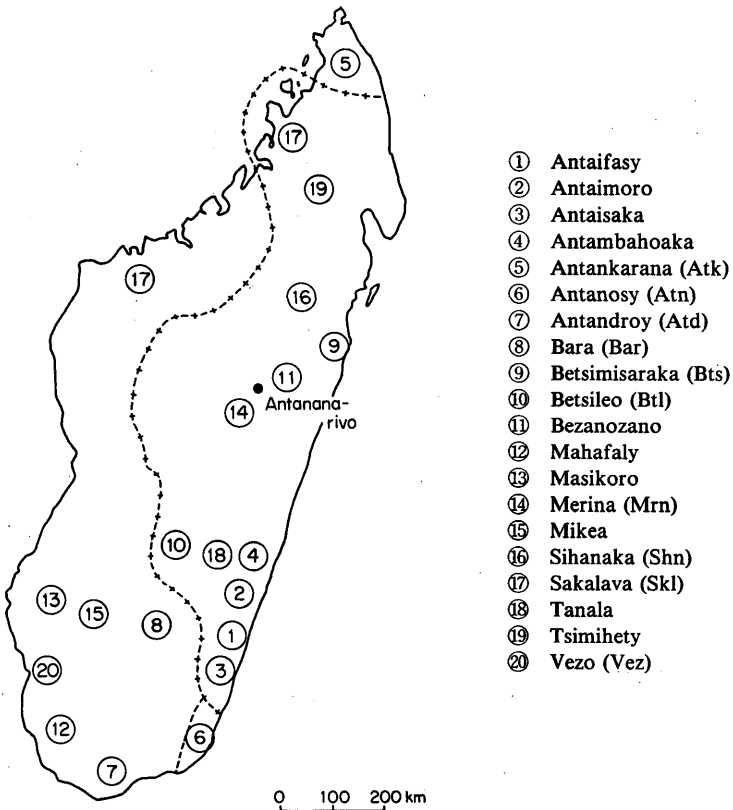 5
17
19
17
16
9
11
Antanana-
rivo
14
10
18
4
2
13
15
8
1
20
3
12
6
7
0 100 200 km
① Antaifasy
② Antaimoro
③ Antaisaka
④ Antambahoaka
⑤ Antankarana (Atk)
⑥ Antanosy (Atn)
⑦ Antandroy (Atd)
⑧ Bara (Bar)
⑨ Betsimisaraka (Bts)
⑩ Betsileo (Btl)
⑪ Bezanozano
⑫ Mahafaly
⑬ Masikoro
⑭ Merina (Mrn)
⑮ Mikea
⑯ Sihanaka (Shn)
⑰ Sakalava (Skl)
⑱ Tanala
⑲ Tsimihety
⑳ Vezo (Vez)